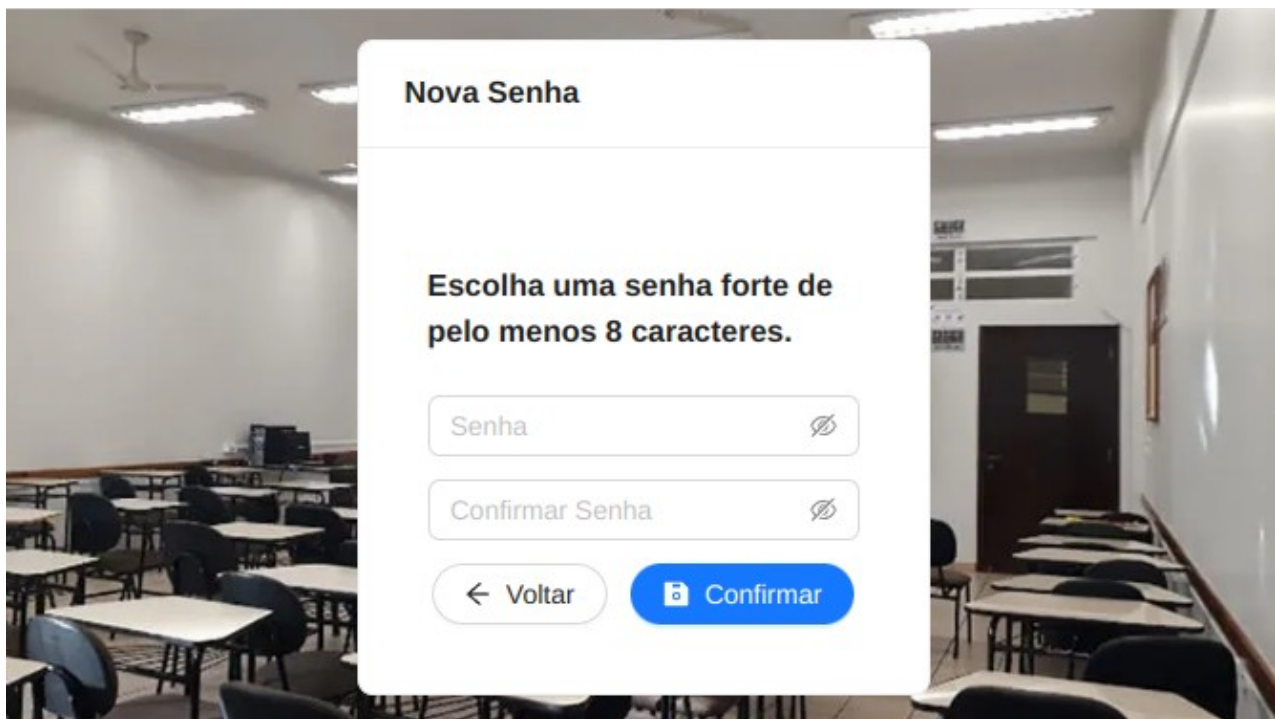 Nova Senha
Escolha uma senha forte de
pelo menos 8 caracteres.
Senha
Confirmar Senha
Voltar
Confirmar